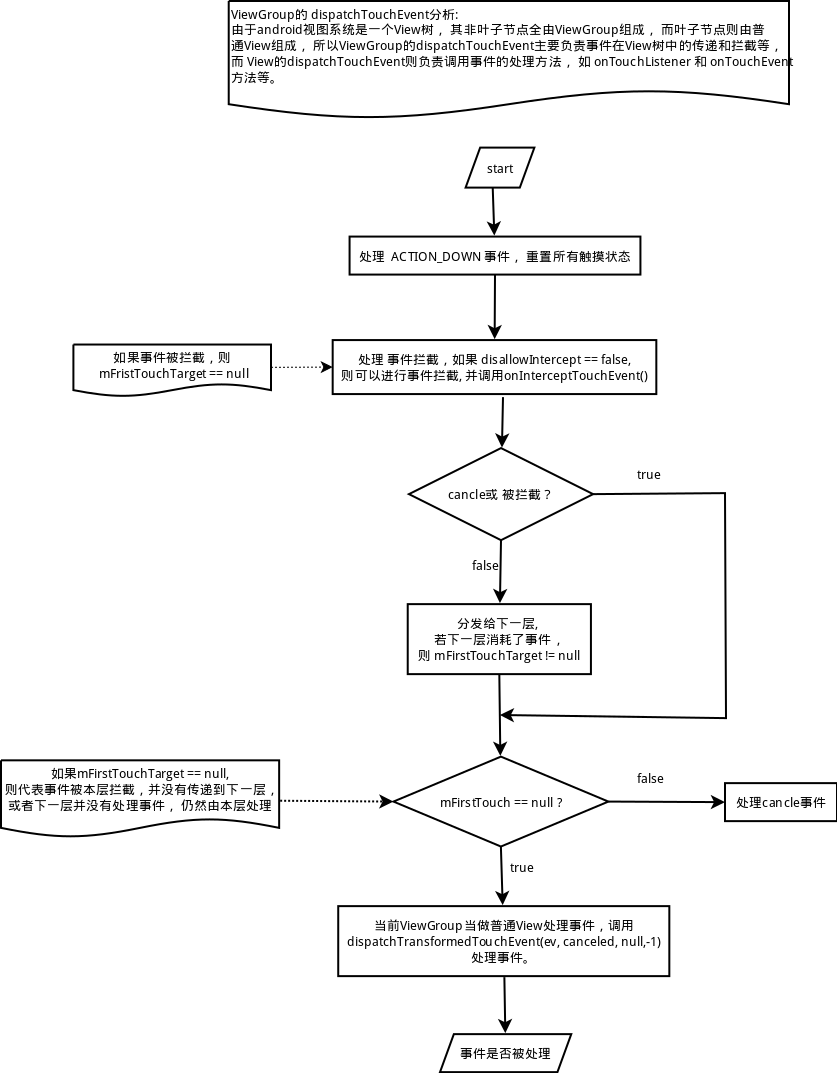 ViewGroup的 dispatchTouchEvent分析:
由于android视图系统是一个View树，其非叶子节点全由ViewGroup组成，而叶子节点则由普
通View组成，所以ViewGroup的dispatchTouchEvent主要负责事件在View树中的传递和拦截等，
而 View的dispatchTouchEvent则负责调用事件的处理方法，如 onTouchListener 和 onTouchEvent
方法等。
start
处理 ACTION_DOWN 事件，重置所有触摸状态
如果事件被拦截，则
mFristTouchTarget == null
处理 事件拦截，如果 disallowIntercept == false,
则可以进行事件拦截, 并调用onInterceptTouchEvent()
cancle或 被拦截？
true
false
分发给下一层,
若下一层消耗了事件，
则 mFirstTouchTarget != null
如果mFirstTouchTarget == null,
则代表事件被本层拦截，并没有传递到下一层，
或者下一层并没有处理事件，仍然由本层处理
mFirstTouch == null ?
false
处理cancle事件
true
当前ViewGroup当做普通View处理事件，调用
dispatchTransformedTouchEvent(ev, canceled, null,-1)
处理事件。
事件是否被处理